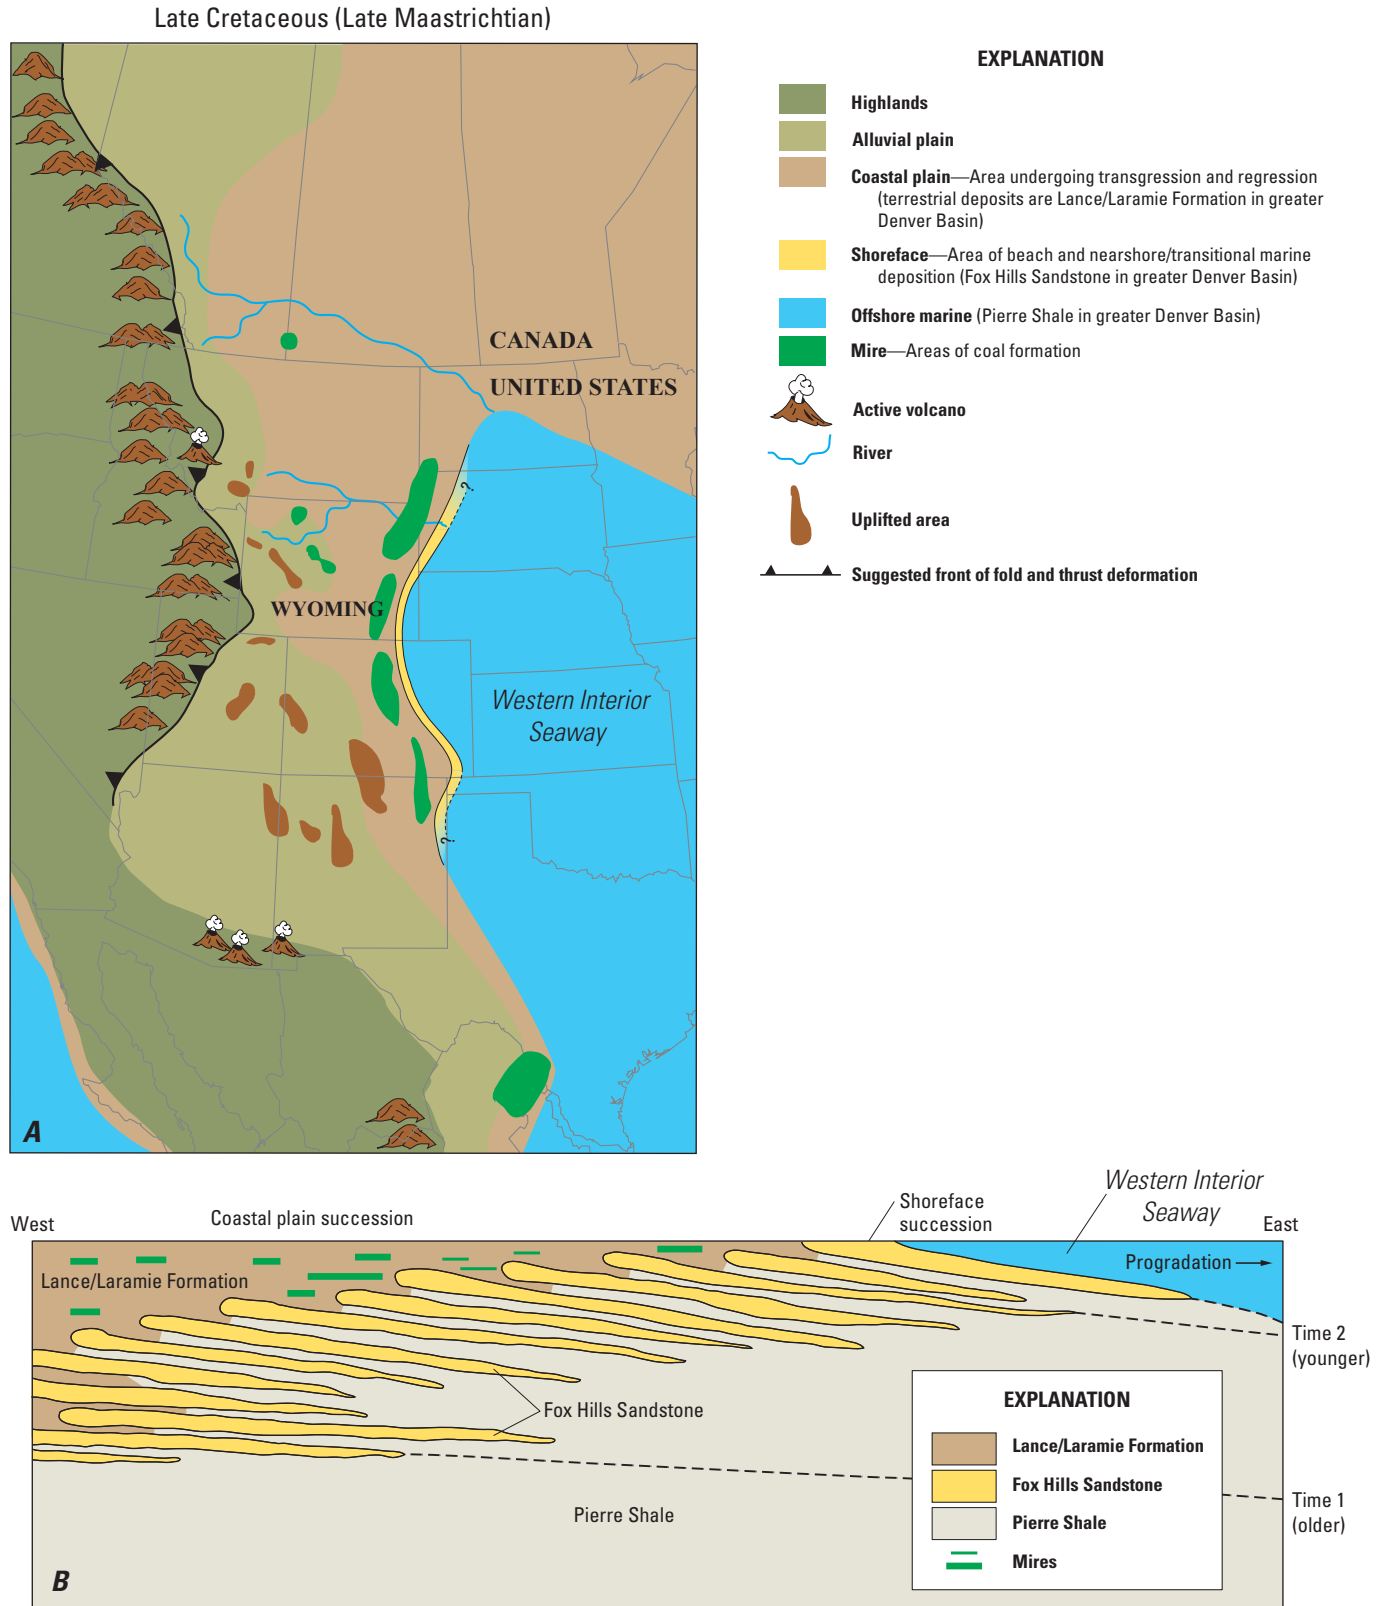 Late Cretaceous (Late Maastrichtian)
CANADA
UNITED STATES
?
WYOMING
Western Interior
Seaway
?
A
EXPLANATION
Highlands
Alluvial plain
Coastal plain—Area undergoing transgression and regression
(terrestrial deposits are Lance/Laramie Formation in greater
Denver Basin)
Shoreface—Area of beach and nearshore/transitional marine
deposition (Fox Hills Sandstone in greater Denver Basin)
Offshore marine (Pierre Shale in greater Denver Basin)
Mire—Areas of coal formation
Active volcano
River
Uplifted area
Suggested front of fold and thrust deformation
West
Coastal plain succession
Shoreface
succession
Western Interior
Seaway
East
Lance/Laramie Formation
Progradation
Time 2
(younger)
Fox Hills Sandstone
Pierre Shale
Time 1
(older)
EXPLANATION
Lance/Laramie Formation
Fox Hills Sandstone
Pierre Shale
Mires
B